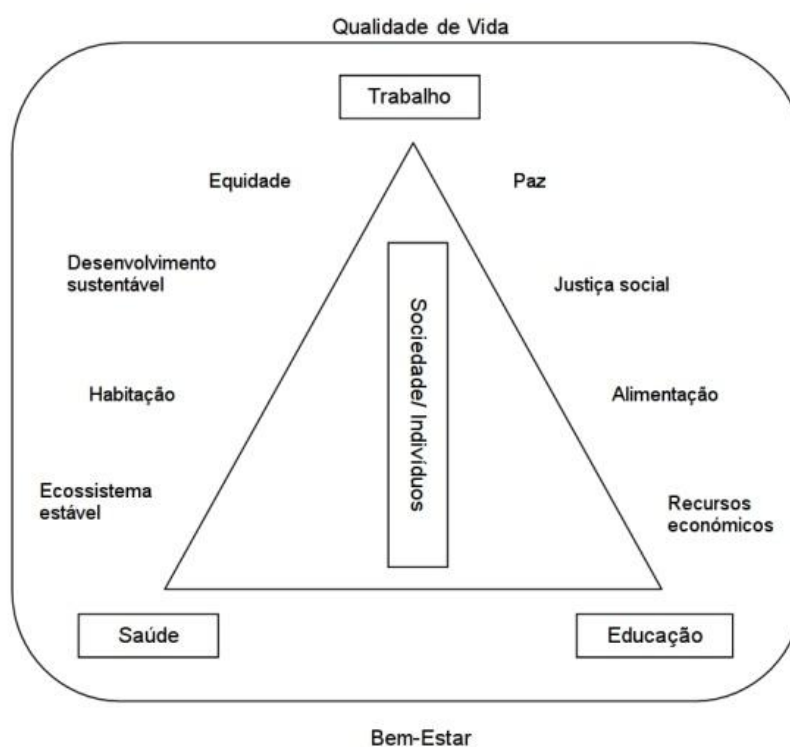 Qualidade de Vida
Trabalho
Equidade
Paz
Desenvolvimento
sustentável
Justiça social
Sociedade/ Indivíduos
Habitação
Alimentação
Ecossistema
estável
Recursos
económicos
Saúde
Educação
Bem-Estar